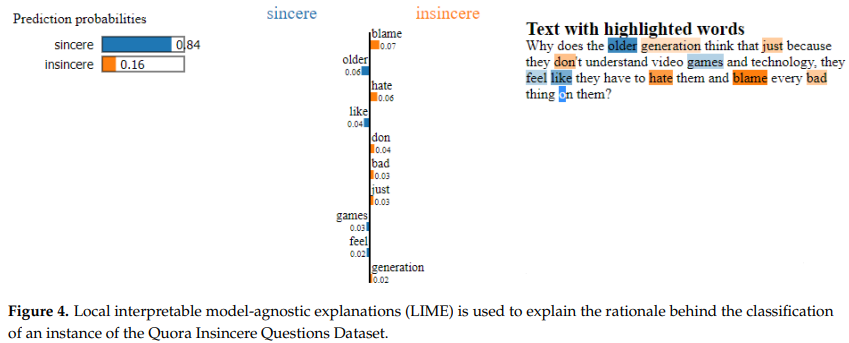 Prediction probabilities
sincere 0.84
insincere 0.16
sincere insincere
blame
0.07
older
0.06
hate
0.06
like
0.04
don
0.04
bad
0.03
just
0.03
games
0.03
feel
0.02
generation
0.02
Text with highlighted words
Why does the older generation think that just because
they don't understand video games and technology, they
feel like they have to hate them and blame every bad
thing on them?
Figure 4. Local interpretable model-agnostic explanations (LIME) is used to explain the rationale behind the classification
of an instance of the Quora Insincere Questions Dataset.